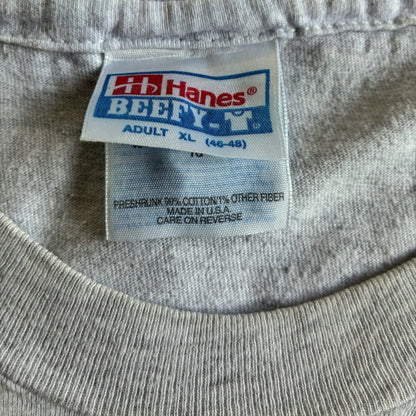 Hanes®
BEEFY-T
ADULT XL (46-48)
PRESHRUNK 99% COTTON/1% OTHER FIBER
MADE IN U.S.A.
CARE ON REVERSE